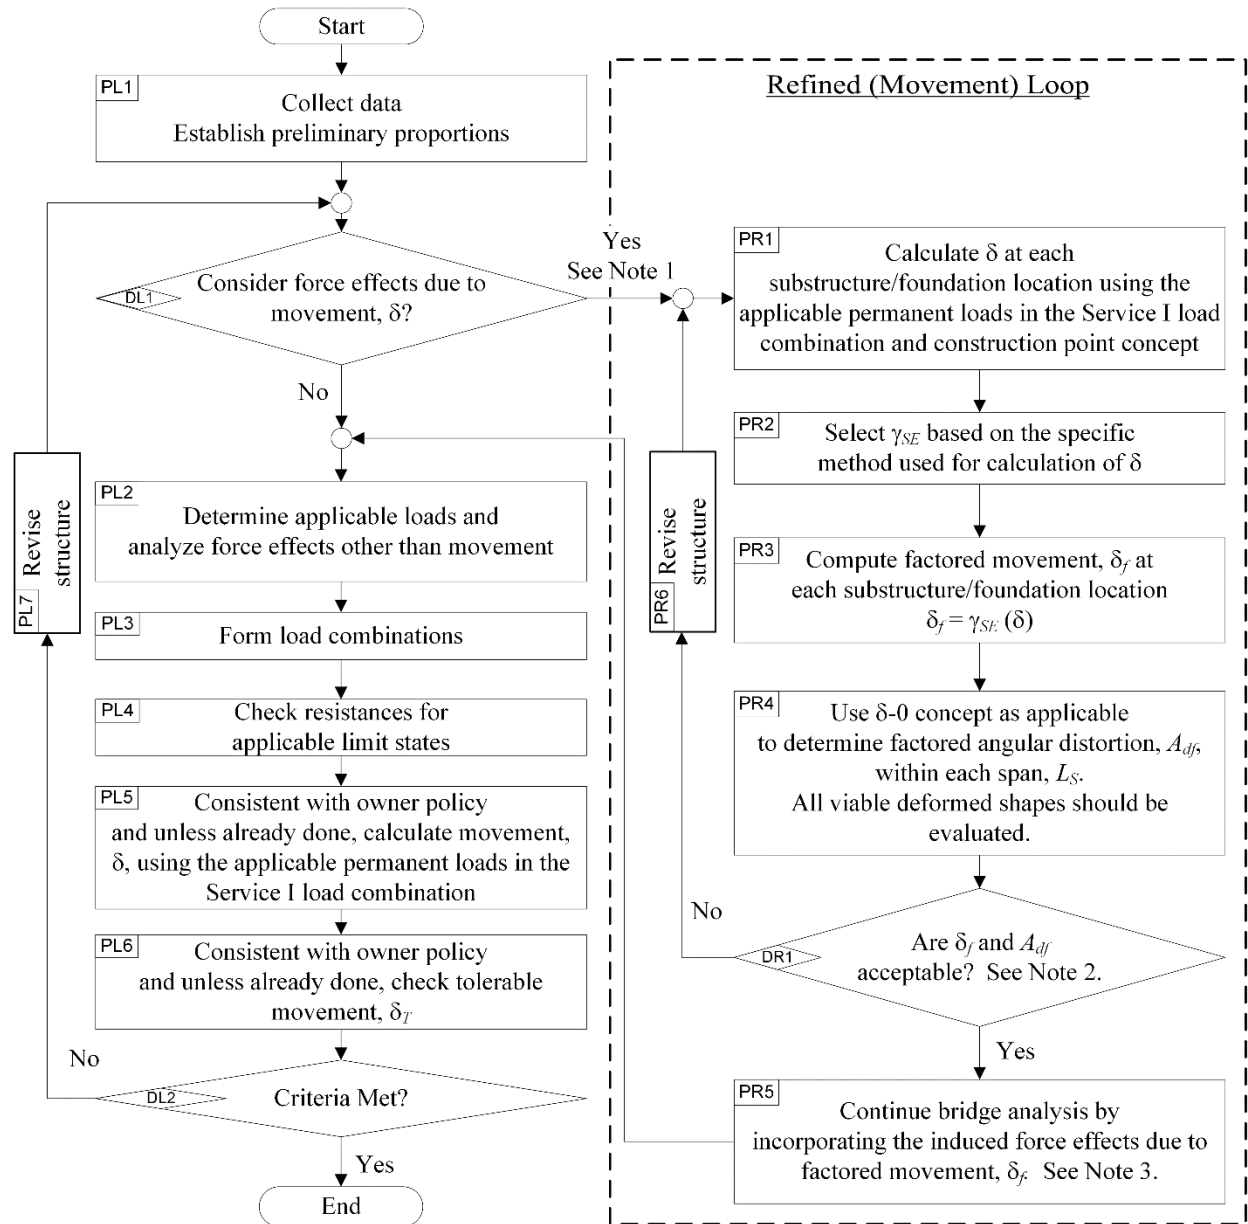 Start
PL1
Collect data
Establish preliminary proportions
DL1
Consider force effects due to
movement, δ?
Yes
See Note 1
No
PL2
Determine applicable loads and
analyze force effects other than movement
PL3
Form load combinations
PL4
Check resistances for
applicable limit states
PL5
Consistent with owner policy
and unless already done, calculate movement,
δ, using the applicable permanent loads in the
Service I load combination
PL6
Consistent with owner policy
and unless already done, check tolerable
movement, δT
No
DL2
Criteria Met?
Yes
End
PL7
Revise
structure
Refined (Movement) Loop
PR1
Calculate δ at each
substructure/foundation location using the
applicable permanent loads in the Service I load
combination and construction point concept
PR2
Select γSE based on the specific
method used for calculation of δ
PR3
Compute factored movement, δf at
each substructure/foundation location
δf = γSE (δ)
PR4
Use δ-0 concept as applicable
to determine factored angular distortion, Adf,
within each span, LS.
All viable deformed shapes should be
evaluated.
No
DR1
Are δf and Adf
acceptable? See Note 2.
Yes
PR5
Continue bridge analysis by
incorporating the induced force effects due to
factored movement, δf. See Note 3.
PR6
Revise
structure